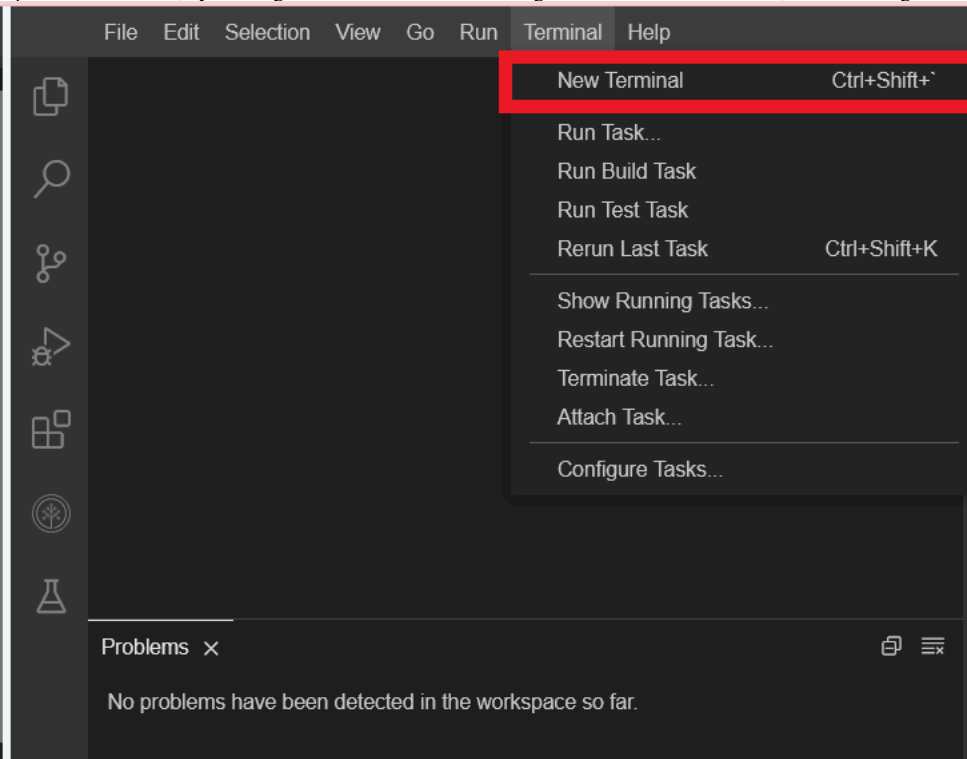 File Edit Selection View Go Run Terminal Help
New Terminal Ctrl+Shift+`
Run Task...
Run Build Task
Run Test Task
Rerun Last Task Ctrl+Shift+K
Show Running Tasks...
Restart Running Task...
Terminate Task...
Attach Task...
Configure Tasks...
Problems ×
No problems have been detected in the workspace so far.